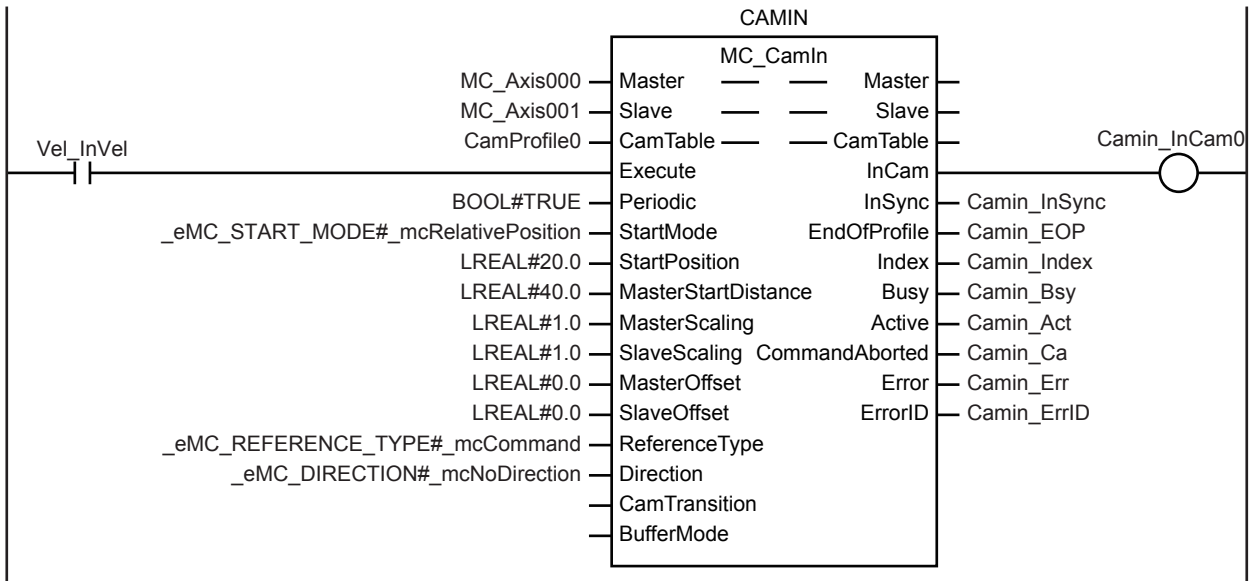 CAMIN
MC_CamIn
MC_Axis000 Master Master
MC_Axis001 Slave Slave
CamProfile0 CamTable CamTable
Vel_InVel Execute InCam Camin_InCam0
BOOL#TRUE Periodic InSync Camin_InSync
_eMC_START_MODE#_mcRelativePosition StartMode EndOfProfile Camin_EOP
LREAL#20.0 StartPosition Index Camin_Index
LREAL#40.0 MasterStartDistance Busy Camin_Bsy
LREAL#1.0 MasterScaling Active Camin_Act
LREAL#1.0 SlaveScaling CommandAborted Camin_Ca
LREAL#0.0 MasterOffset Error Camin_Err
LREAL#0.0 SlaveOffset ErrorID Camin_ErrID
_eMC_REFERENCE_TYPE#_mcCommand ReferenceType
_eMC_DIRECTION#_mcNoDirection Direction
CamTransition
BufferMode